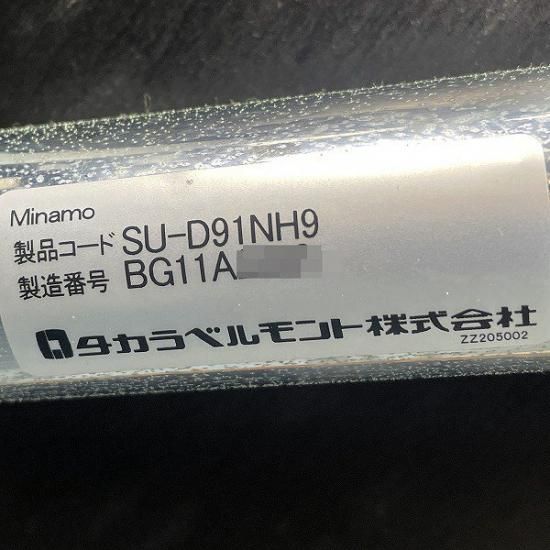 Minamo
製品コード SU-D91NH9
製造番号 BG11A
タカラベルモント株式会社
ZZ205002